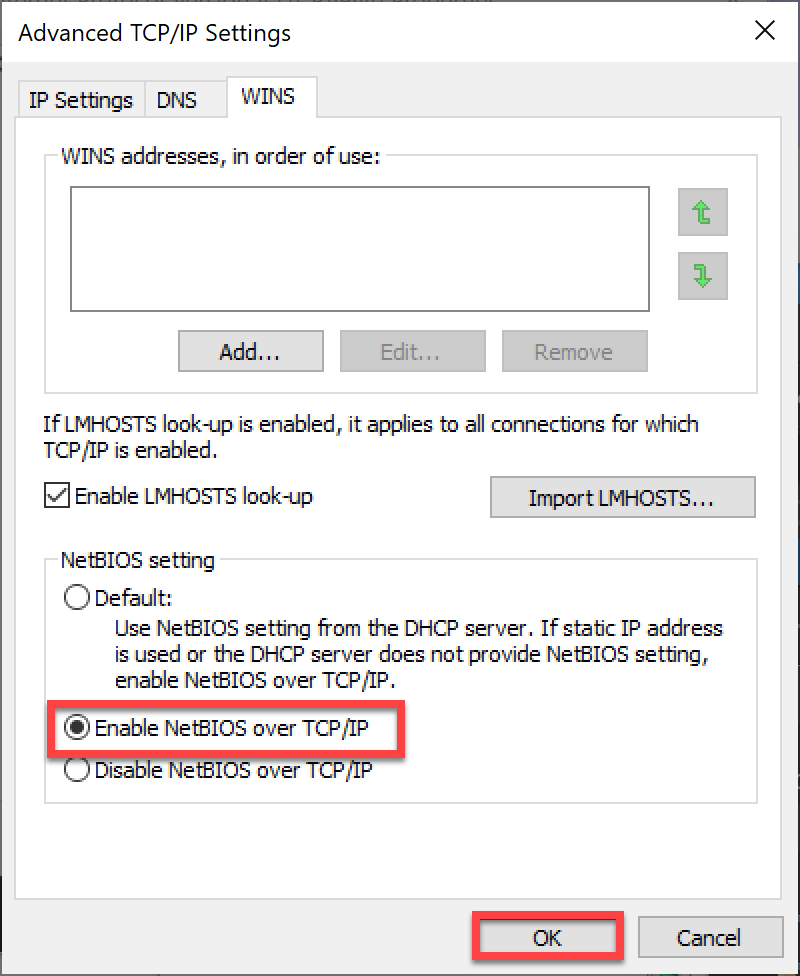 Advanced TCP/IP Settings
IP Settings
DNS
WINS
WINS addresses, in order of use:
Add...
Edit...
Remove
If LMHOSTS look-up is enabled, it applies to all connections for which
TCP/IP is enabled.
Enable LMHOSTS look-up
Import LMHOSTS...
NetBIOS setting
Default:
Use NetBIOS setting from the DHCP server. If static IP address
is used or the DHCP server does not provide NetBIOS setting,
enable NetBIOS over TCP/IP.
Enable NetBIOS over TCP/IP
Disable NetBIOS over TCP/IP
OK
Cancel